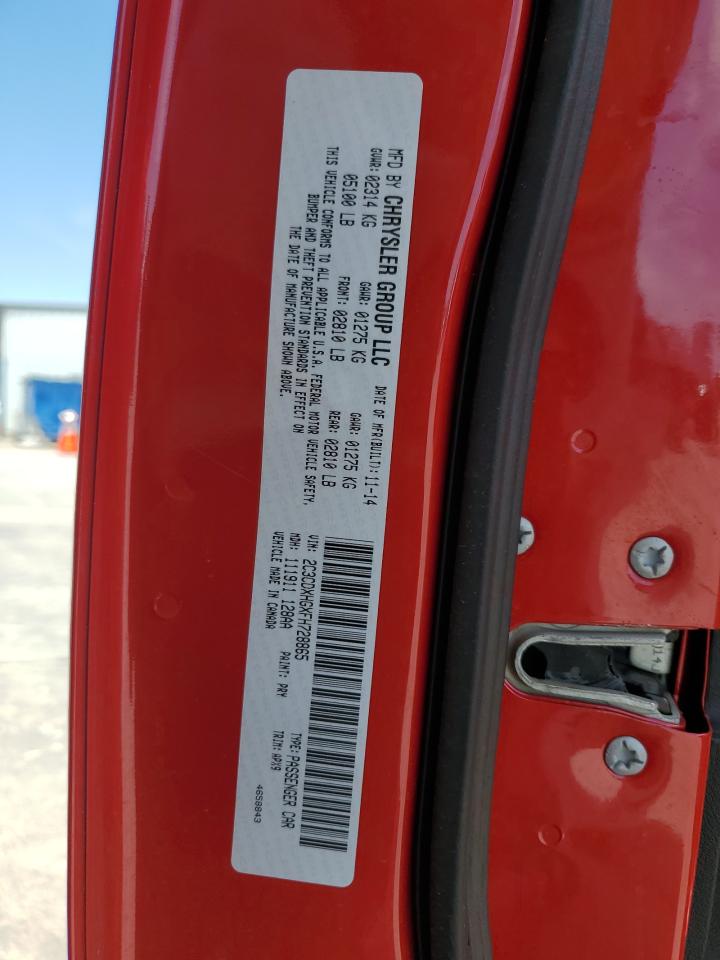 MFD BY CHRYSLER GROUP LLC
DATE OF MFR(BUILT): 11-14
GVWR: 02314 KG
GAWR: 01275 KG
GAWR: 01275 KG
05100 LB
FRONT: 02810 LB
REAR: 02810 LB
THIS VEHICLE CONFORMS TO ALL APPLICABLE U.S.A. FEDERAL MOTOR VEHICLE SAFETY,
BUMPER AND THEFT PREVENTION STANDARDS IN EFFECT ON
THE DATE OF MANUFACTURE SHOWN ABOVE.
VIN: 2C3CDXHGXFH728865
TYPE: PASSENGER CAR
MDH: 111911 128AA
PAINT: PRY
TRIM: APX9
VEHICLE MADE IN CANADA
4658843